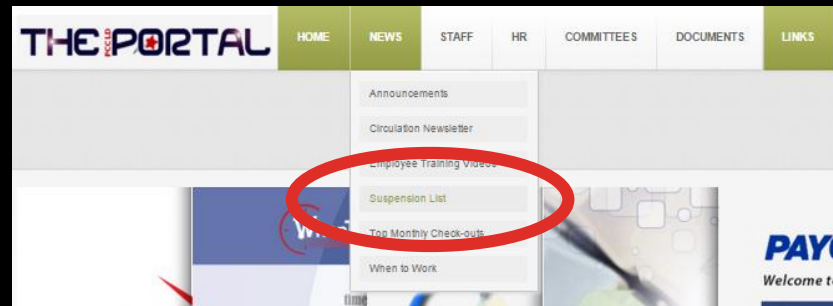 THE PCCLD PORTAL
HOME NEWS STAFF HR COMMITTEES DOCUMENTS LINKS
Announcements
Circulation Newsletter
Employee Training Videos
Suspension List
Top Monthly Check-outs
When to Work
time
PAYC
Welcome t